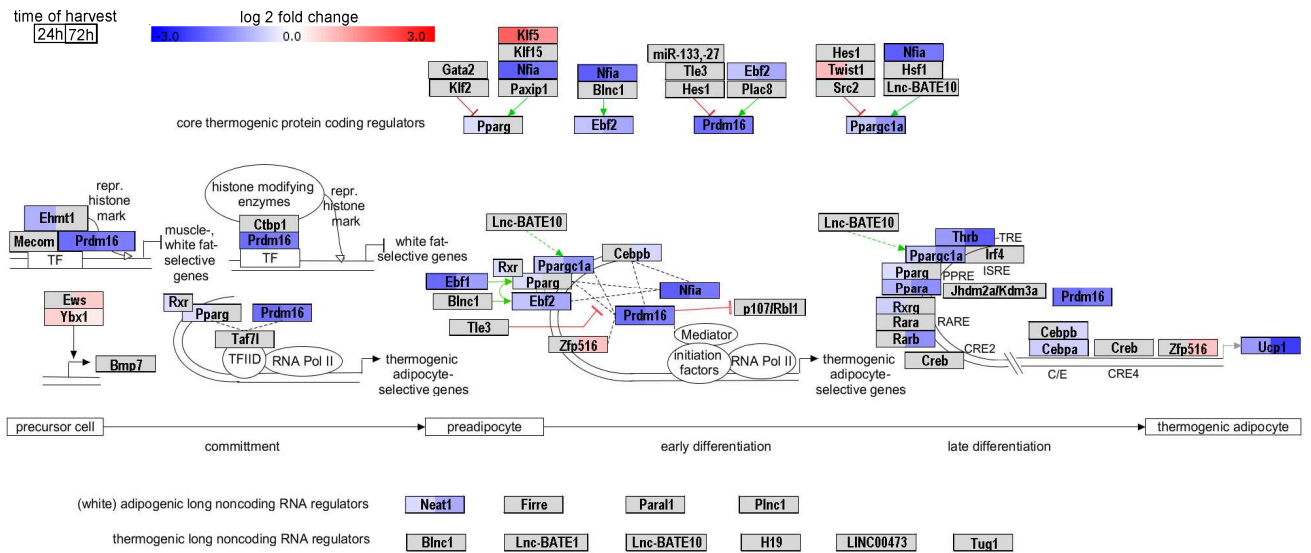 time of harvest
24h 72h
log 2 fold change
-3.0 0.0 3.0
Klf5
Klf15
Gata2 Nfia
Klf2 Paxip1
Pparg
Nfia
Blnc1
Ebf2
miR-133,-27
Tle3 Ebf2
Hes1 Plac8
Prdm16
Hes1 Nfia
Twist1 Hsf1
Src2 Lnc-BATE10
Ppargc1a
core thermogenic protein coding regulators
repr.
histone
mark
Ehmt1
Mecom Prdm16
TF
muscle-,
white fat-
selective
genes
histone modifying
enzymes
repr.
histone
mark
Ctbp1
Prdm16
TF
white fat-
selective genes
Ews
Ybx1
Bmp7
Rxr
Pparg
Prdm16
Taf7l
TFIID
RNA Pol II
thermogenic
adipocyte-
selective genes
Lnc-BATE10
Cebpb
Rxr
Ppargc1a
Ebf1
Pparg
Blnc1
Ebf2
Nfia
Tle3
Prdm16
p107/Rbl1
Zfp516
Mediator
initiation
factors
RNA Pol II
thermogenic
adipocyte-
selective genes
Lnc-BATE10
Thrb
TRE
Ppargc1a
Irf4
ISRE
Pparg
PPRE
Ppara
Jhdm2a/Kdm3a
Prdm16
Rxrg
Rara
RARE
Rarb
CRE2
Creb
Cebpb
Cebpa
C/E
Creb
CRE4
Zfp516
Ucp1
precursor cell
committment
preadipocyte
early differentiation
late differentiation
thermogenic adipocyte
(white) adipogenic long noncoding RNA regulators
Neat1 Firre Paral1 Plnc1
thermogenic long noncoding RNA regulators
Blnc1 Lnc-BATE1 Lnc-BATE10 H19 LINC00473 Tug1